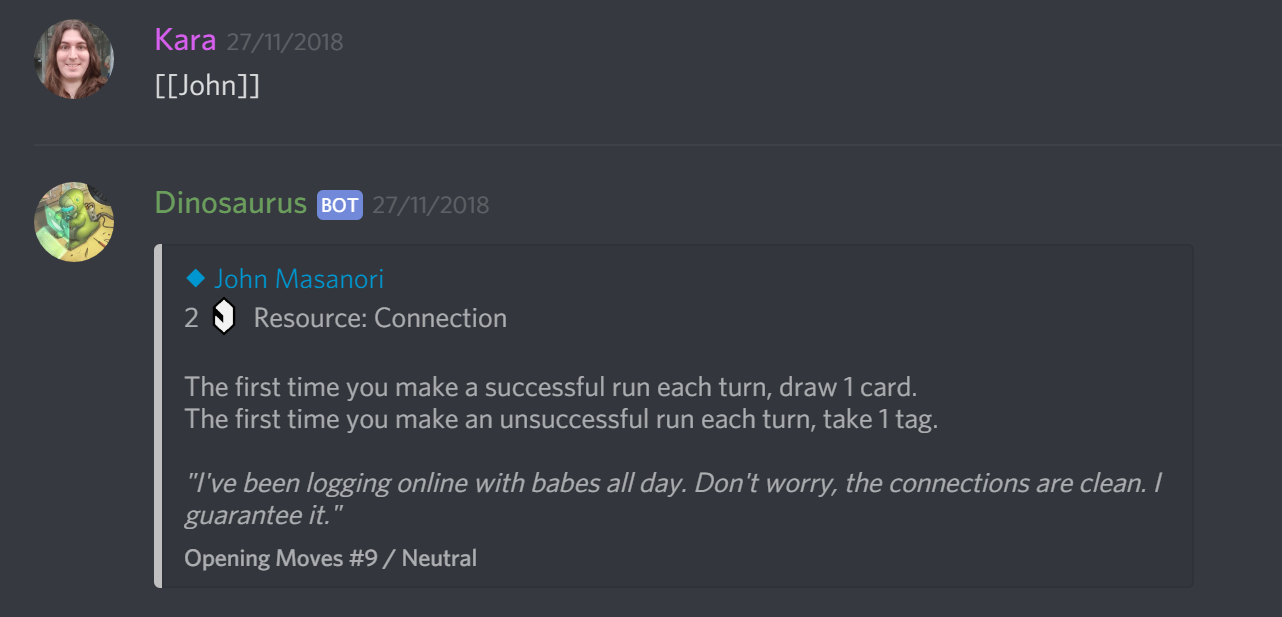 Kara 27/11/2018
[[John]]
Dinosaurus BOT 27/11/2018
John Masanori
2 Resource: Connection
The first time you make a successful run each turn, draw 1 card.
The first time you make an unsuccessful run each turn, take 1 tag.
"I've been logging online with babes all day. Don't worry, the connections are clean. I
guarantee it."
Opening Moves #9 / Neutral